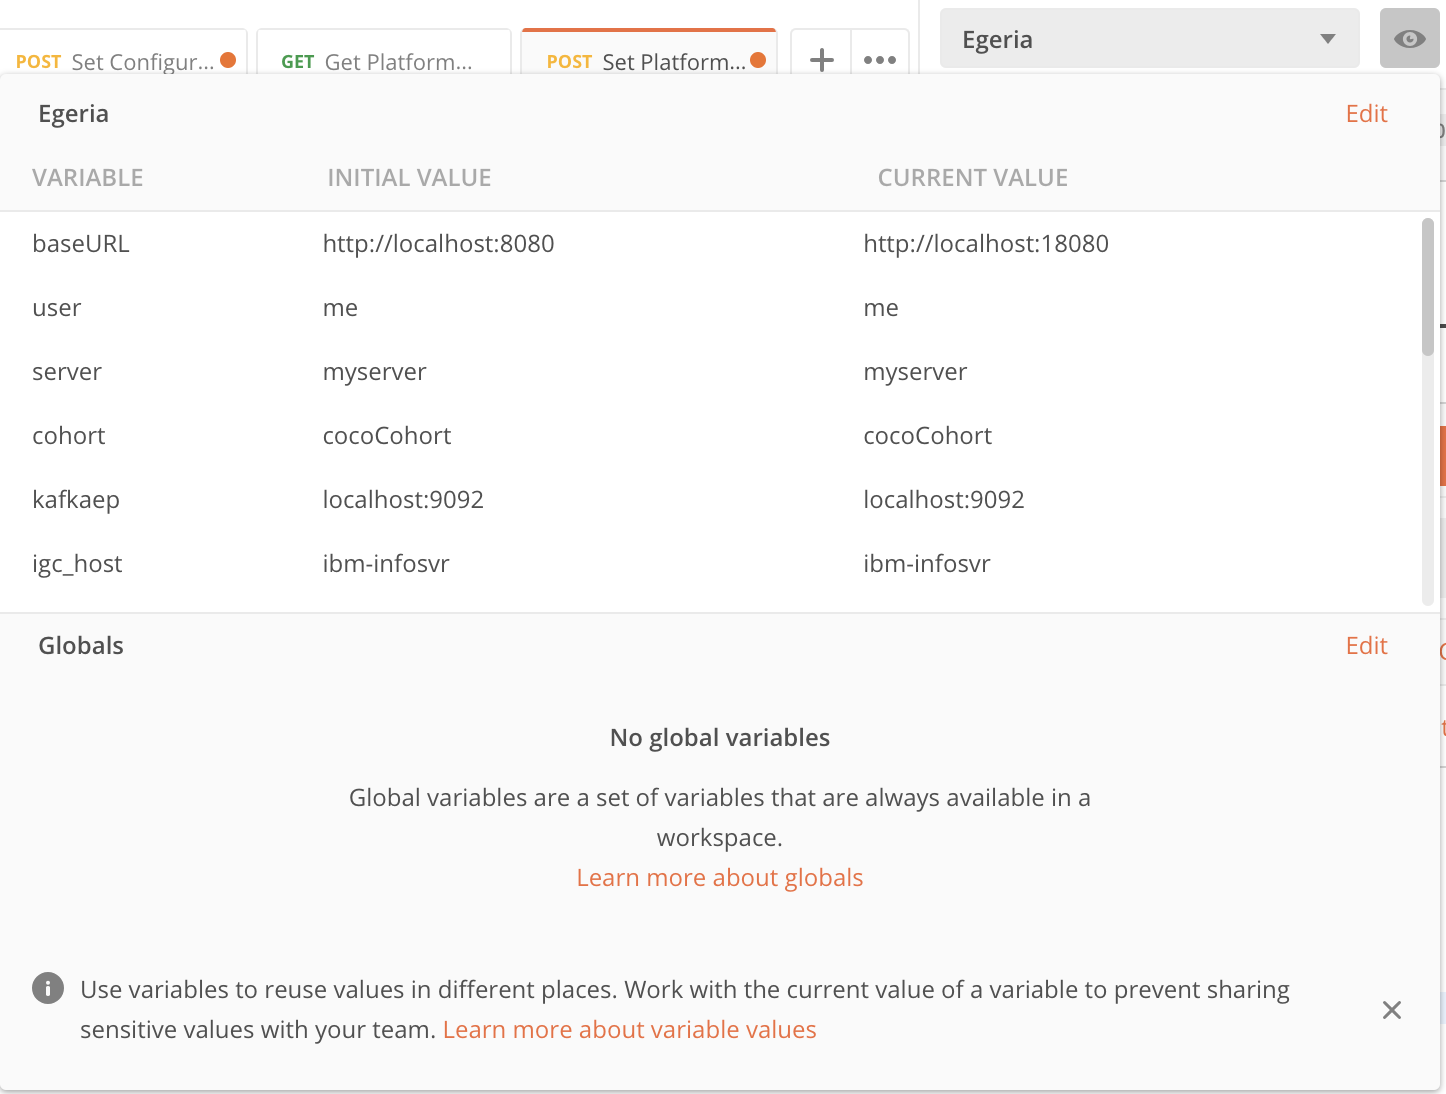 POST Set Configur...
GET Get Platform...
POST Set Platform...
Egeria
Egeria Edit
VARIABLE INITIAL VALUE CURRENT VALUE
baseURL http://localhost:8080 http://localhost:18080
user me me
server myserver myserver
cohort cocoCohort cocoCohort
kafkaep localhost:9092 localhost:9092
igc_host ibm-infosvr ibm-infosvr
Globals Edit
No global variables
Global variables are a set of variables that are always available in a
workspace.
Learn more about globals
Use variables to reuse values in different places. Work with the current value of a variable to prevent sharing
sensitive values with your team. Learn more about variable values